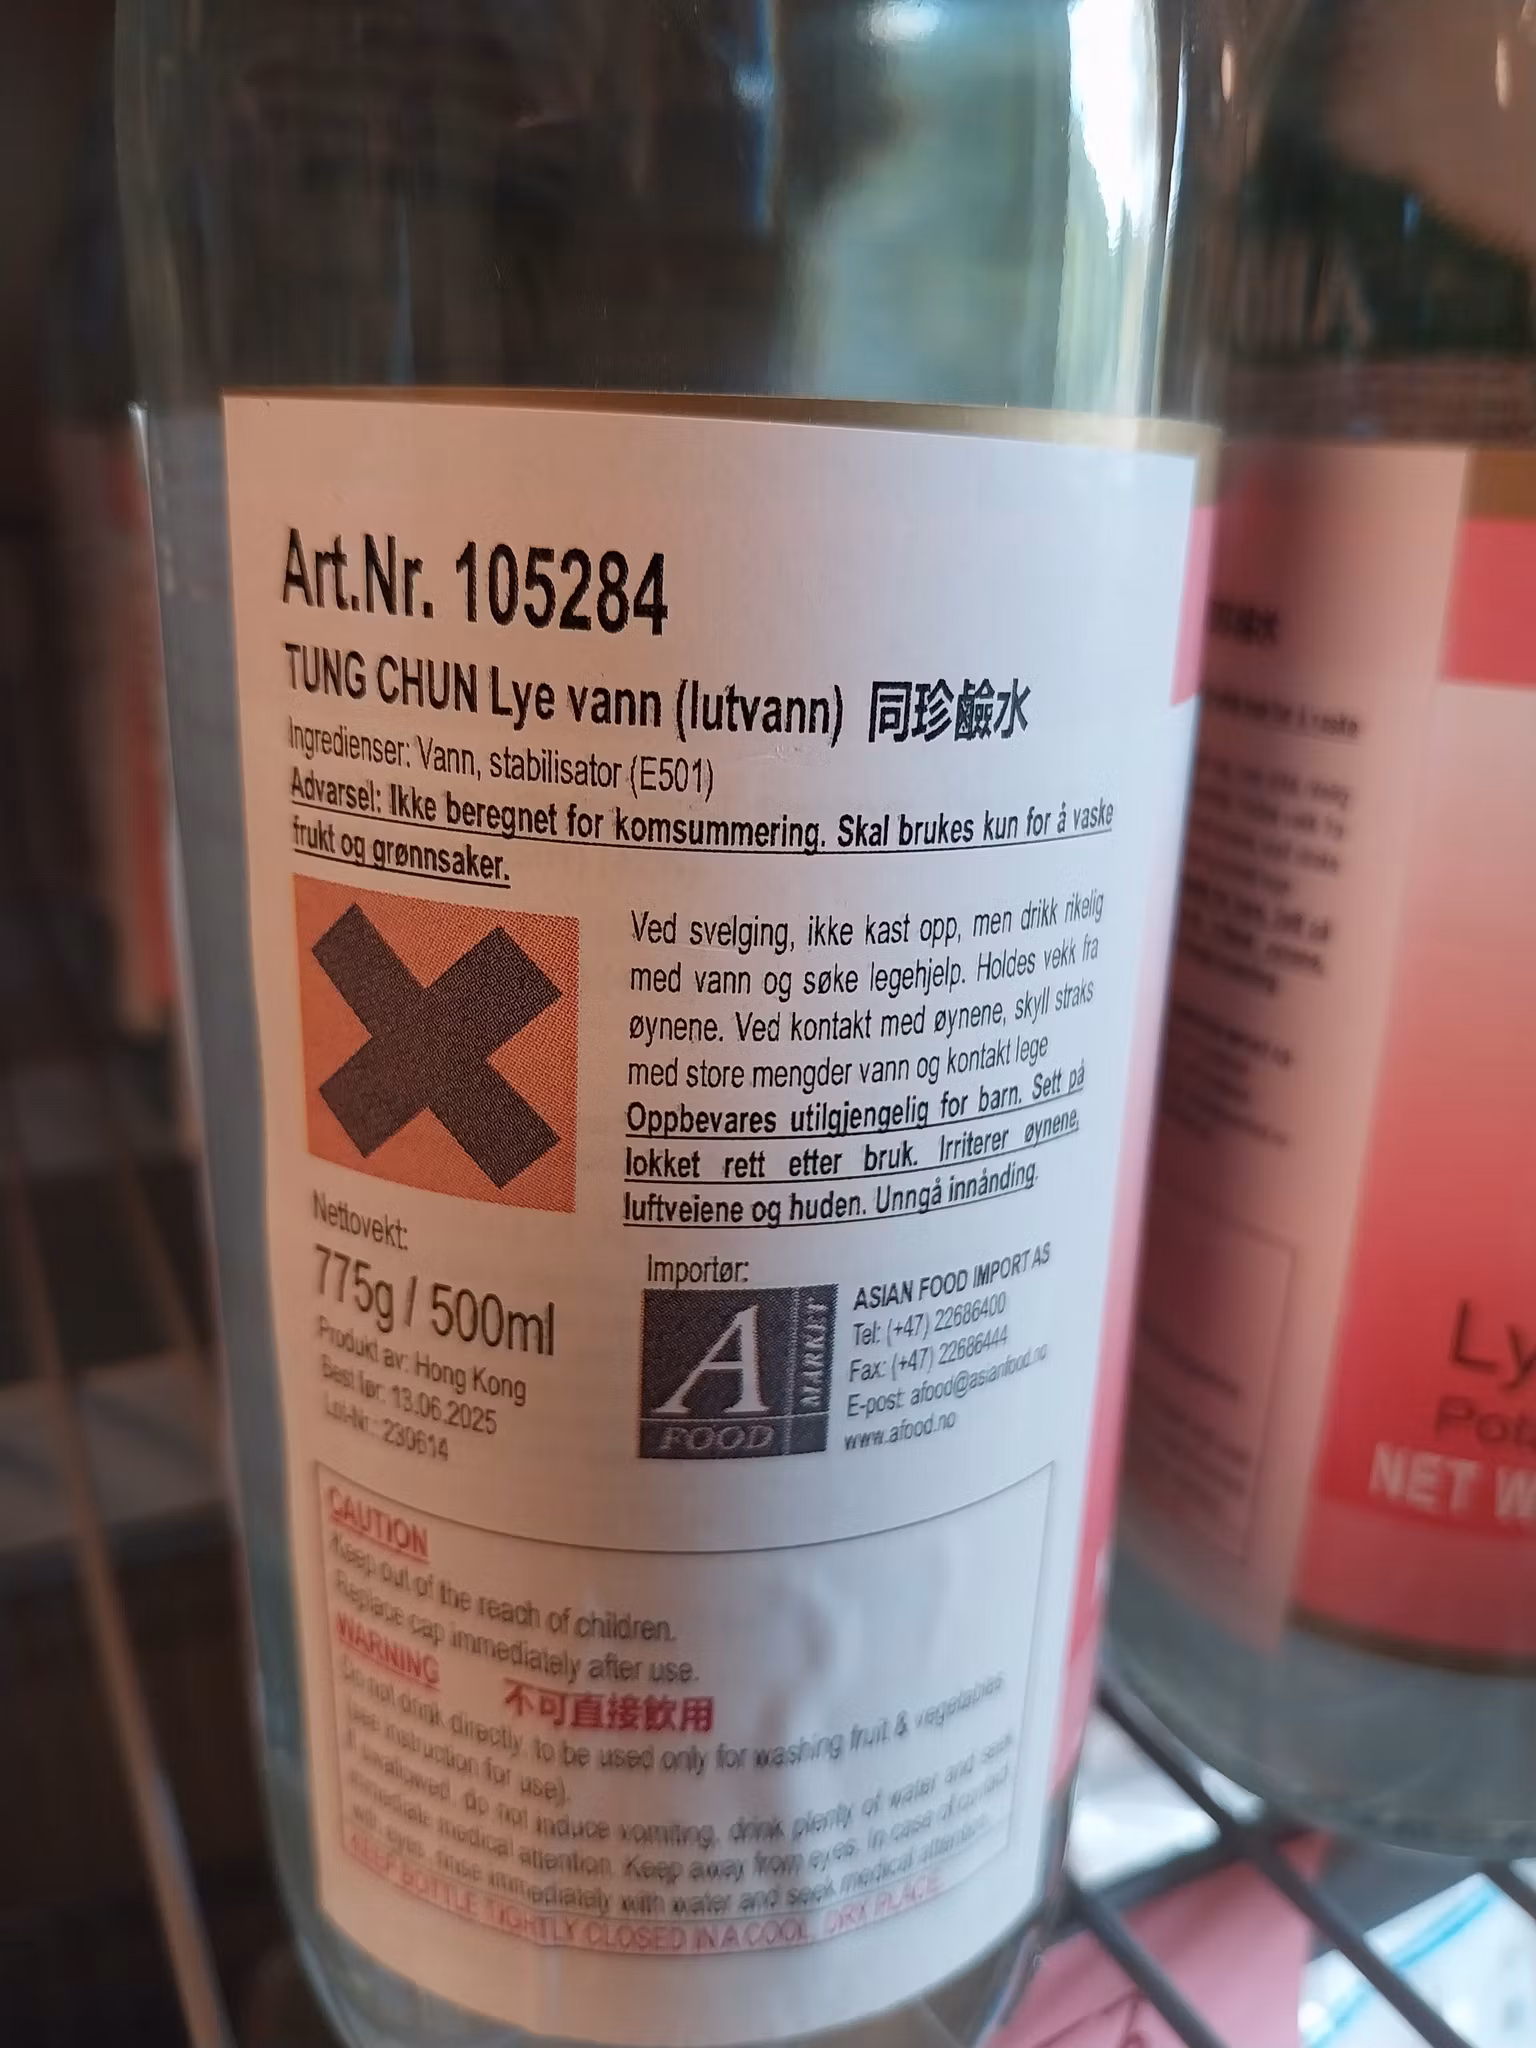 Art.Nr. 105284
TUNG CHUN Lye vann (lutvann) 同珍鹼水
Ingredienser: Vann, stabilisator (E501)
Advarsel: Ikke beregnet for komsummering. Skal brukes kun for å vaske
frukt og grønnsaker.
Ved svelging, ikke kast opp, men drikk rikelig
med vann og søke legehjelp. Holdes vekk fra
øynene. Ved kontakt med øynene, skyll straks
med store mengder vann og kontakt lege
Oppbevares utilgjengelig for barn. Sett på
lokket rett etter bruk. Irriterer øynene,
luftveiene og huden. Unngå innånding.
Nettovekt:
775g / 500ml
Produkt av: Hong Kong
Best før: 13.06.2025
Lot-Nr.: 230614
Importør:
A MARKET
FOOD
ASIAN FOOD IMPORT AS
Tel: (+47) 22686400
Fax: (+47) 22686444
E-post: afood@asianfood.no
www.afood.no
CAUTION
Keep out of the reach of children.
Replace cap immediately after use.
WARNING 不可直接飲用
Do not drink directly, to be used only for washing fruit & vegetables
instruction for use).
If swallowed, do not induce vomiting, drink plenty of water and seek
immediate medical attention. Keep away from eyes. In case of contact
with eyes, rinse immediately with water and seek medical attention.
KEEP BOTTLE TIGHTLY CLOSED IN A COOL, DRY PLACE.
Ly
NET W